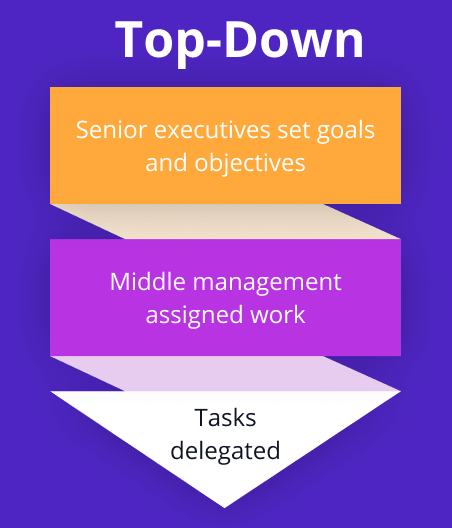 Top-Down
Senior executives set goals
and objectives
Middle management
assigned work
Tasks
delegated